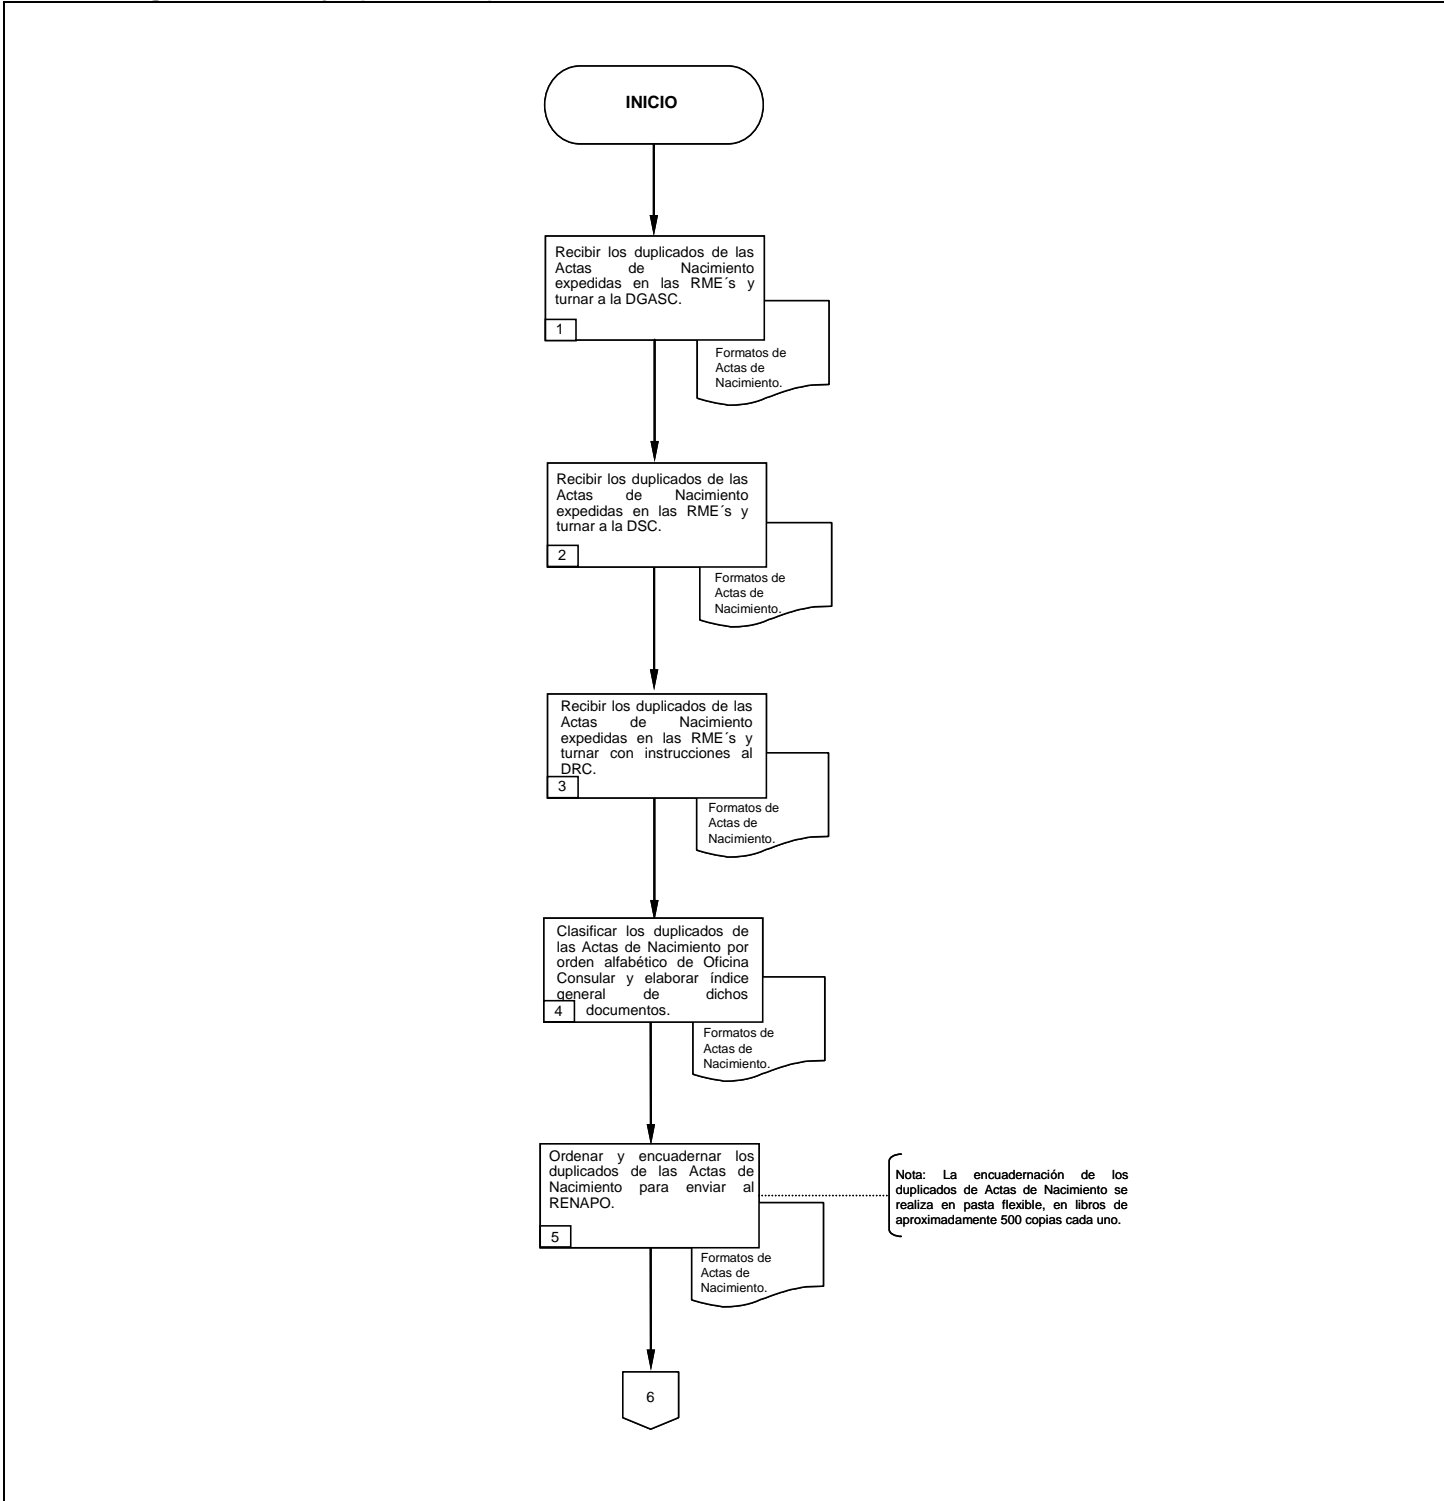 INICIO
Recibir los duplicados de las
Actas de Nacimiento
expedidas en las RME´s y
turnar a la DGASC.
1
Formatos de
Actas de
Nacimiento.
Recibir los duplicados de las
Actas de Nacimiento
expedidas en las RME´s y
turnar a la DSC.
2
Formatos de
Actas de
Nacimiento.
Recibir los duplicados de las
Actas de Nacimiento
expedidas en las RME´s y
turnar con instrucciones al
DRC.
3
Formatos de
Actas de
Nacimiento.
Clasificar los duplicados de
las Actas de Nacimiento por
orden alfabético de Oficina
Consular y elaborar índice
general de dichos
documentos.
4
Formatos de
Actas de
Nacimiento.
Ordenar y encuadernar los
duplicados de las Actas de
Nacimiento para enviar al
RENAPO.
5
Formatos de
Actas de
Nacimiento.
Nota: La encuadernación de los
duplicados de Actas de Nacimiento se
realiza en pasta flexible, en libros de
aproximadamente 500 copias cada uno.
6